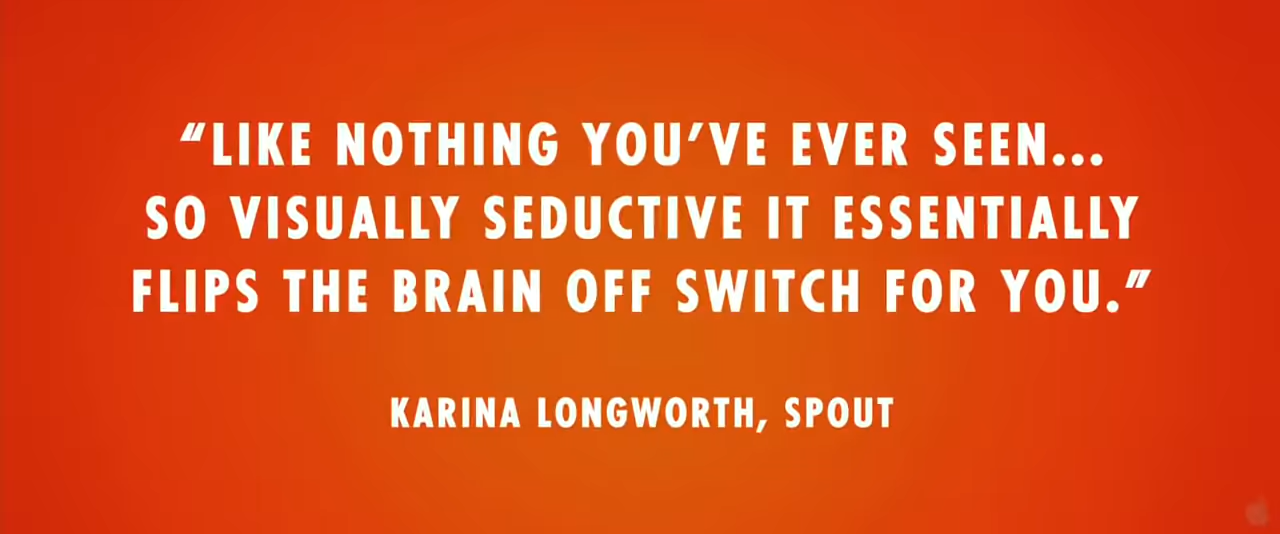 “LIKE NOTHING YOU’VE EVER SEEN...
SO VISUALLY SEDUCTIVE IT ESSENTIALLY
FLIPS THE BRAIN OFF SWITCH FOR YOU.”
KARINA LONGWORTH, SPOUT